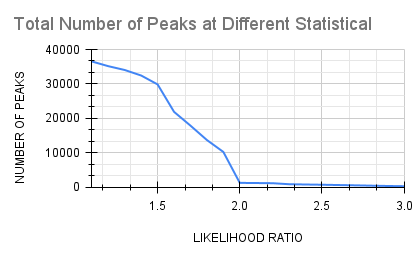 Total Number of Peaks at Different Statistical
40000
30000
20000
10000
0
NUMBER OF PEAKS
1.5 2.0 2.5 3.0
LIKELIHOOD RATIO